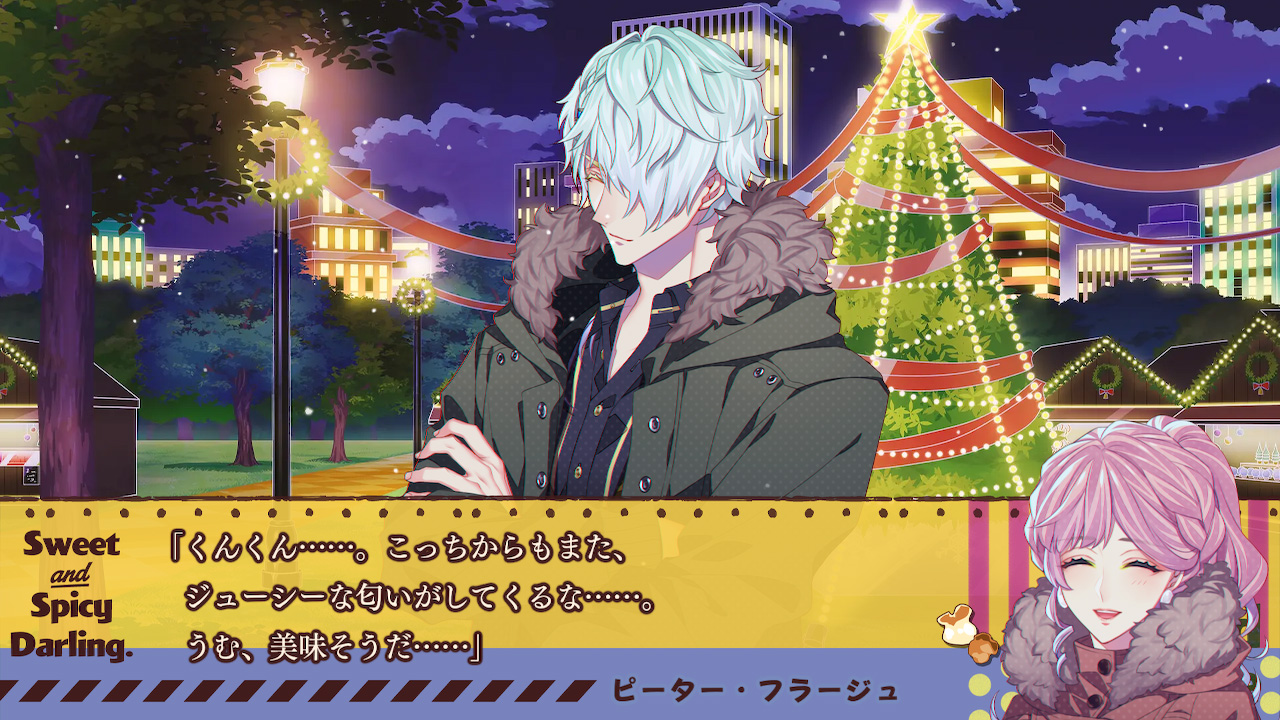 Sweet
and
Spicy
Darling.
「くんくん……。こっちからもまた、
ジューシーな匂いがしてくるな……。
うむ、美味そうだ……」
ピーター・フラージュ